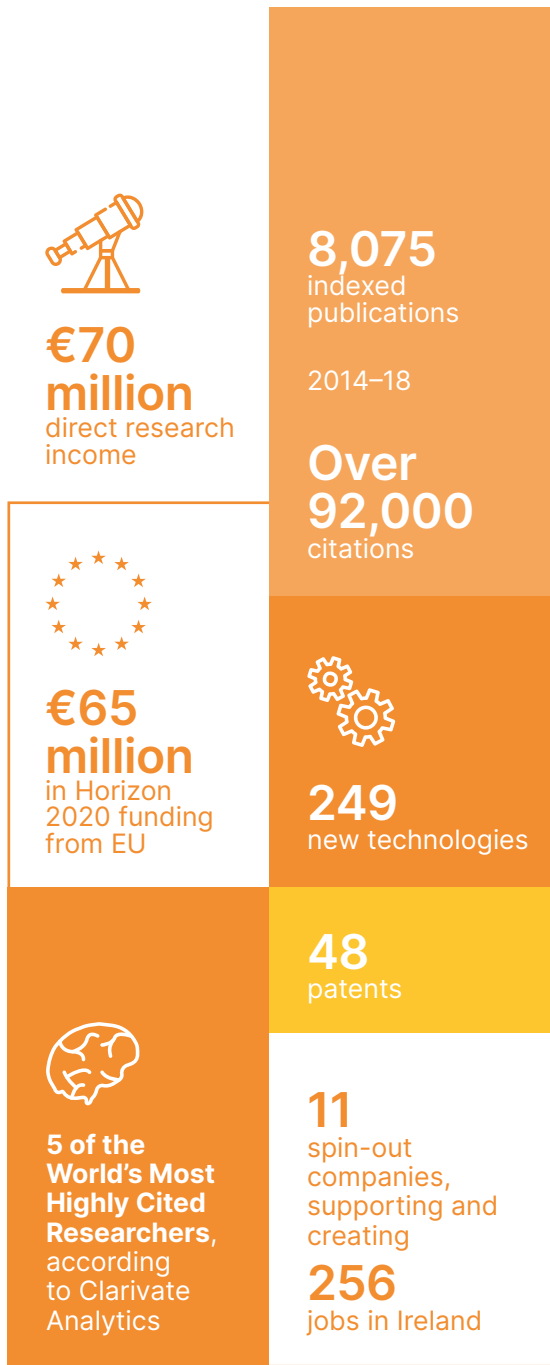 €70
million
direct research
income
€65
million
in Horizon
2020 funding
from EU
5 of the
World's Most
Highly Cited
Researchers,
according
to Clarivate
Analytics
8,075
indexed
publications
2014–18
Over
92,000
citations
249
new technologies
48
patents
11
spin-out
companies,
supporting and
creating
256
jobs in Ireland